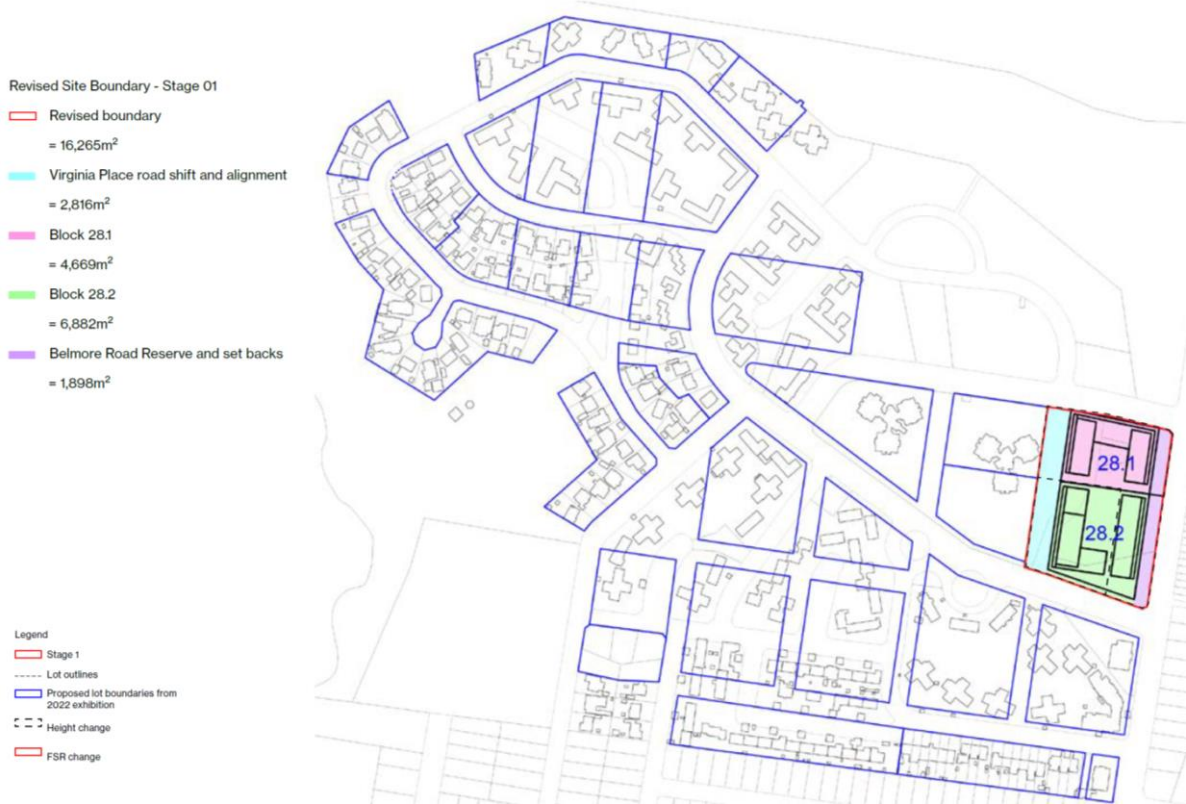 Revised Site Boundary - Stage 01
Revised boundary
= 16,265m²
Virginia Place road shift and alignment
= 2,816m²
Block 28.1
= 4,669m²
Block 28.2
= 6,882m²
Belmore Road Reserve and set backs
= 1,898m²
28.1
28.2
Legend
Stage 1
Lot outlines
Proposed lot boundaries from
2022 exhibition
Height change
FSR change